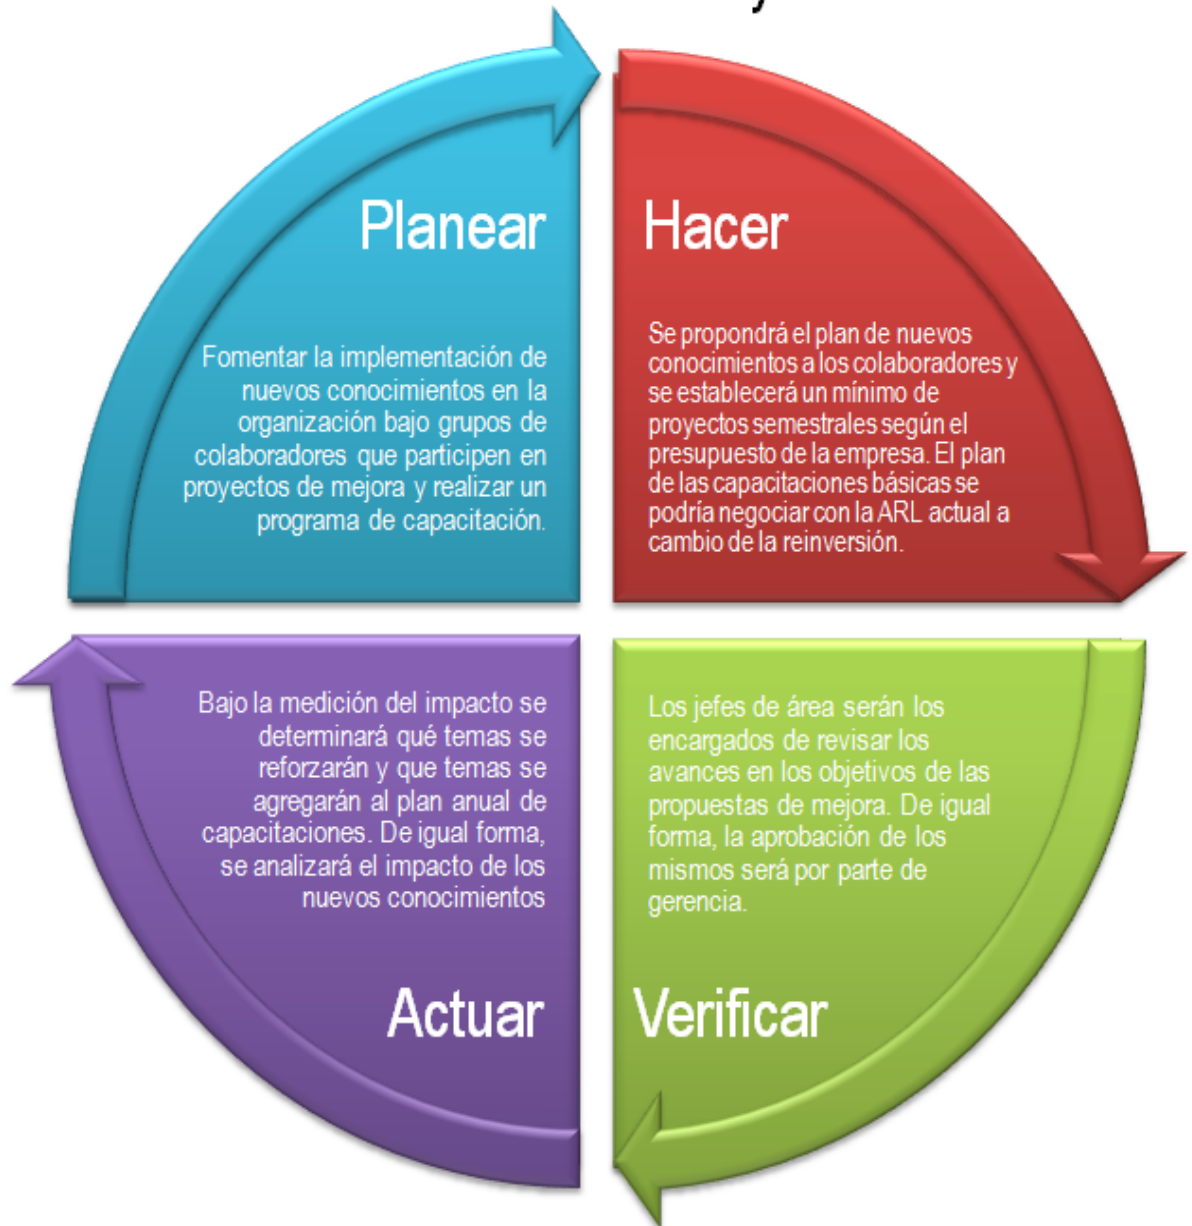 Planear
Fomentar la implementación de
nuevos conocimientos en la
organización bajo grupos de
colaboradores que participen en
proyectos de mejora y realizar un
programa de capacitación.
Hacer
Se propondrá el plan de nuevos
conocimientos a los colaboradores y
se establecerá un mínimo de
proyectos semestrales según el
presupuesto de la empresa. El plan
de las capacitaciones básicas se
podría negociar con la ARL actual a
cambio de la reinversión.
Bajo la medición del impacto se
determinará qué temas se
reforzarán y que temas se
agregarán al plan anual de
capacitaciones. De igual forma,
se analizará el impacto de los
nuevos conocimientos
Actuar
Los jefes de área serán los
encargados de revisar los
avances en los objetivos de las
propuestas de mejora. De igual
forma, la aprobación de los
mismos será por parte de
gerencia.
Verificar